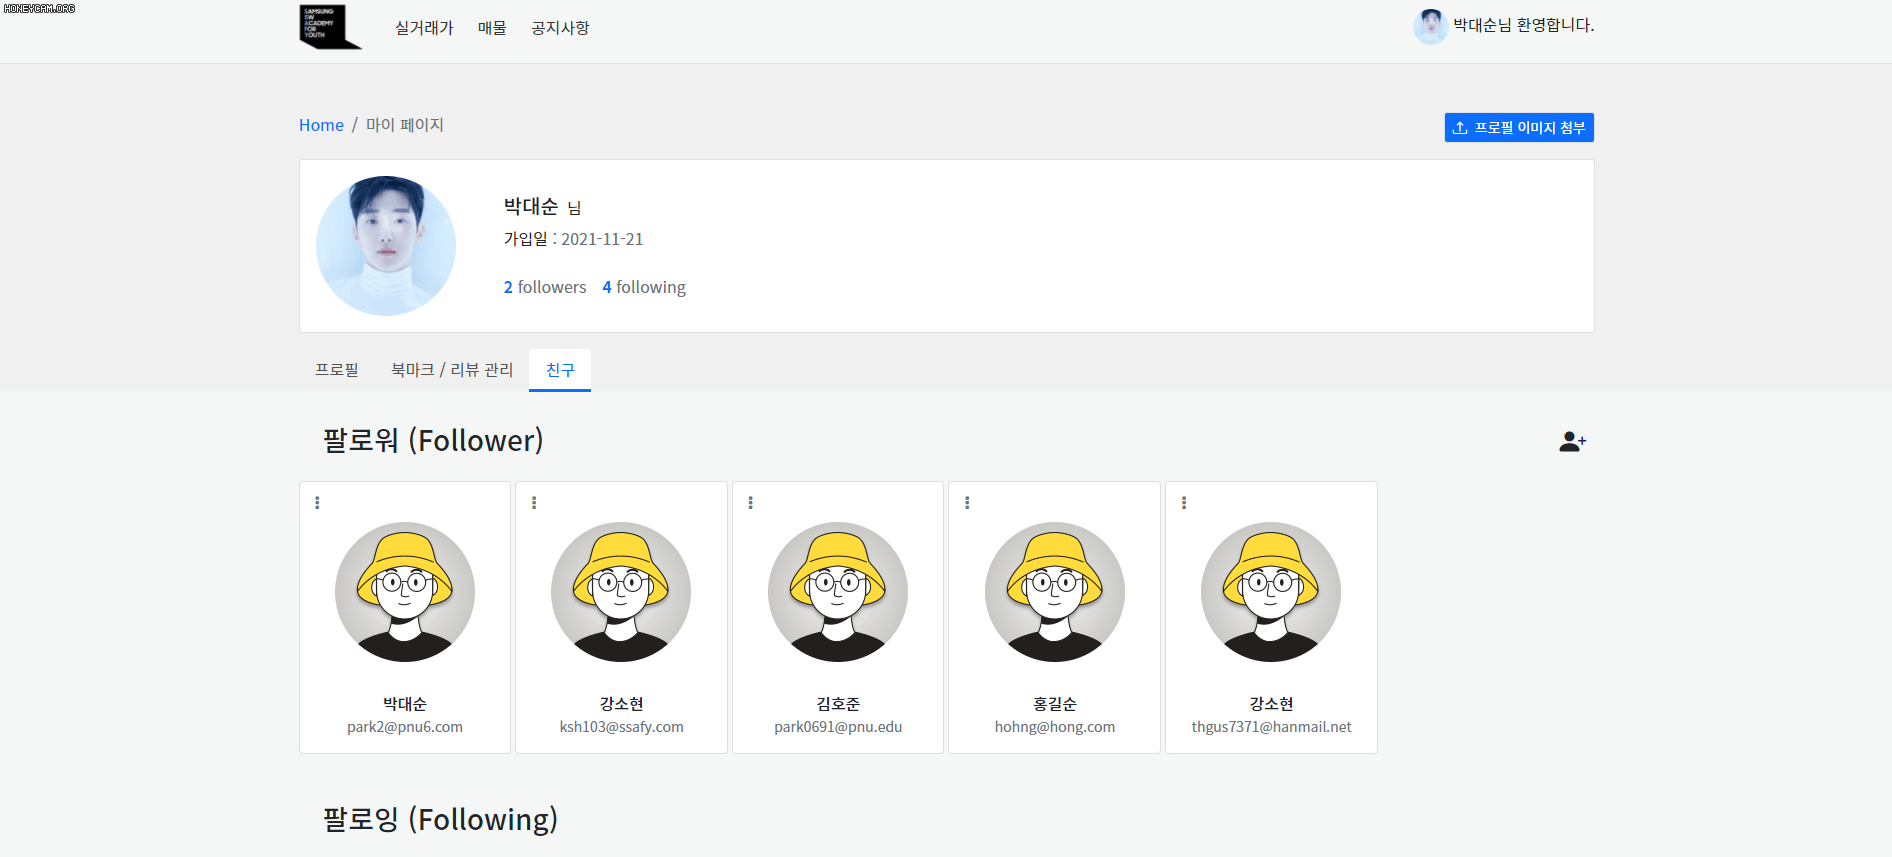 HONEYCAM.ORG
SAMSUNG
SW
ACADEMY
FOR
YOUTH
실거래가 매물 공지사항
박대순님 환영합니다.
Home / 마이 페이지
프로필 이미지 첨부
박대순 님
가입일 : 2021-11-21
2 followers 4 following
프로필 북마크 / 리뷰 관리 친구
팔로워 (Follower)
박대순 강소현 김호준 홍길순 강소현
park2@pnu6.com ksh103@ssafy.com park0691@pnu.edu hohng@hong.com thgus7371@hanmail.net
팔로잉 (Following)